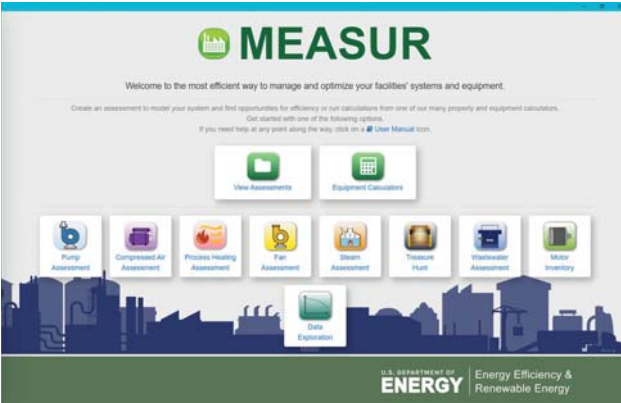 MEASUR
Welcome to the most efficient way to manage and optimize your facilities' systems and equipment.
Create an assessment to model your system and find opportunities for efficiency or run calculations from one of our many property and equipment calculators.
Get started with one of the following options.
If you need help at any point along the way, click on a User Manual icon.
View Assessments
Equipment Calculators
Pump
Assessment
Compressed Air
Assessment
Process Heating
Assessment
Fan
Assessment
Steam
Assessment
Treasure
Hunt
Wastewater
Assessment
Motor
Inventory
Data
Exploration
U.S. DEPARTMENT OF
ENERGY
Energy Efficiency &
Renewable Energy